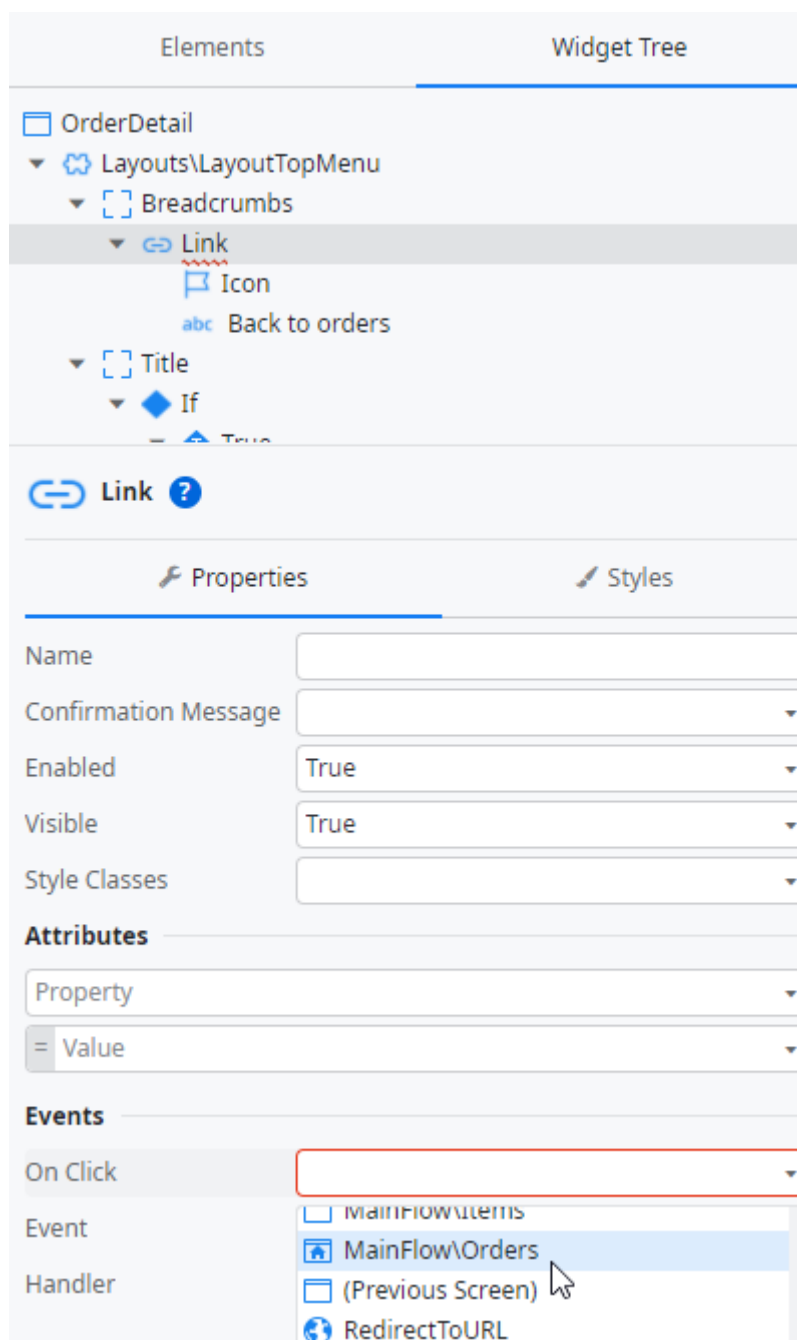 Elements Widget Tree
OrderDetail
Layouts\LayoutTopMenu
Breadcrumbs
Link
Icon
abc Back to orders
Title
If
True
Link ?
Properties Styles
Name
Confirmation Message
Enabled True
Visible True
Style Classes
Attributes
Property
= Value
Events
On Click
MainFlow\Items
Event
MainFlow\Orders
Handler
(Previous Screen)
RedirectToURL